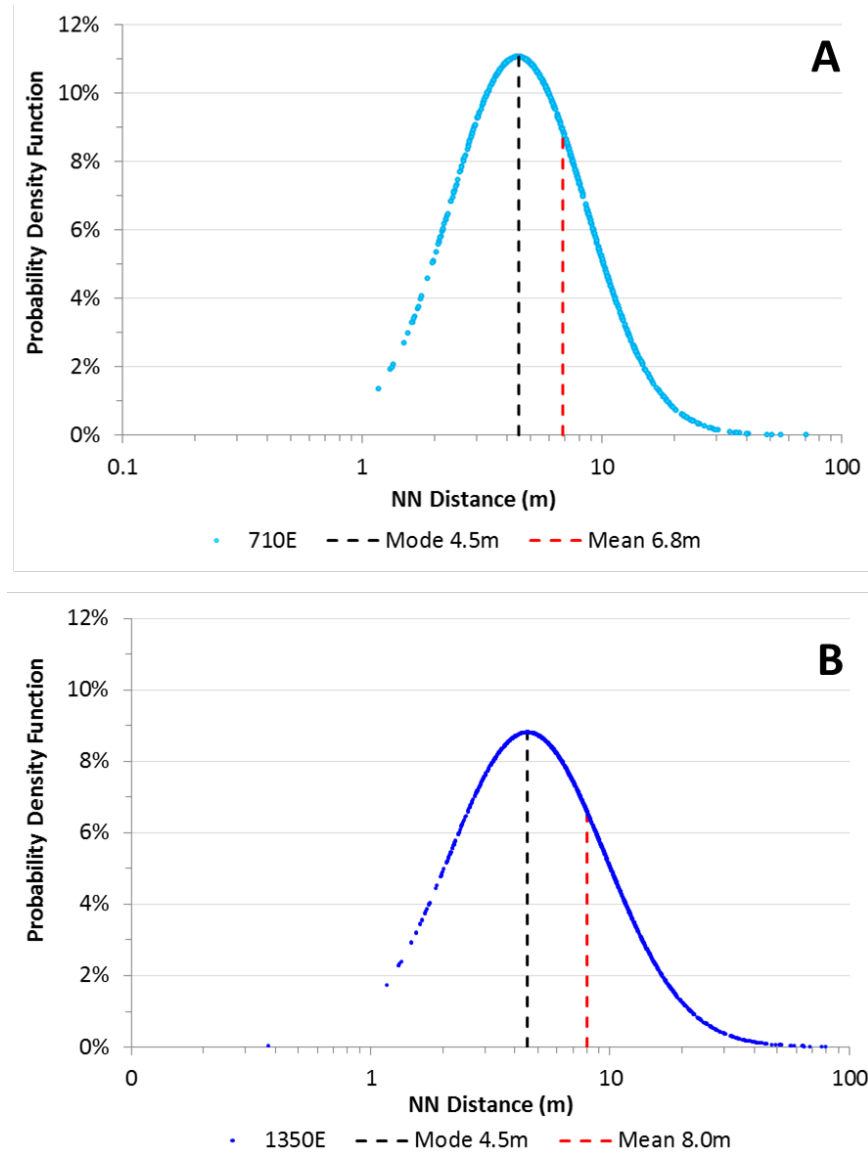 A
12%
10%
8%
6%
4%
2%
0%
Probability Density Function
0.1 1 10 100
NN Distance (m)
710E Mode 4.5m Mean 6.8m
B
12%
10%
8%
6%
4%
2%
0%
Probability Density Function
0 1 10 100
NN Distance (m)
1350E Mode 4.5m Mean 8.0m